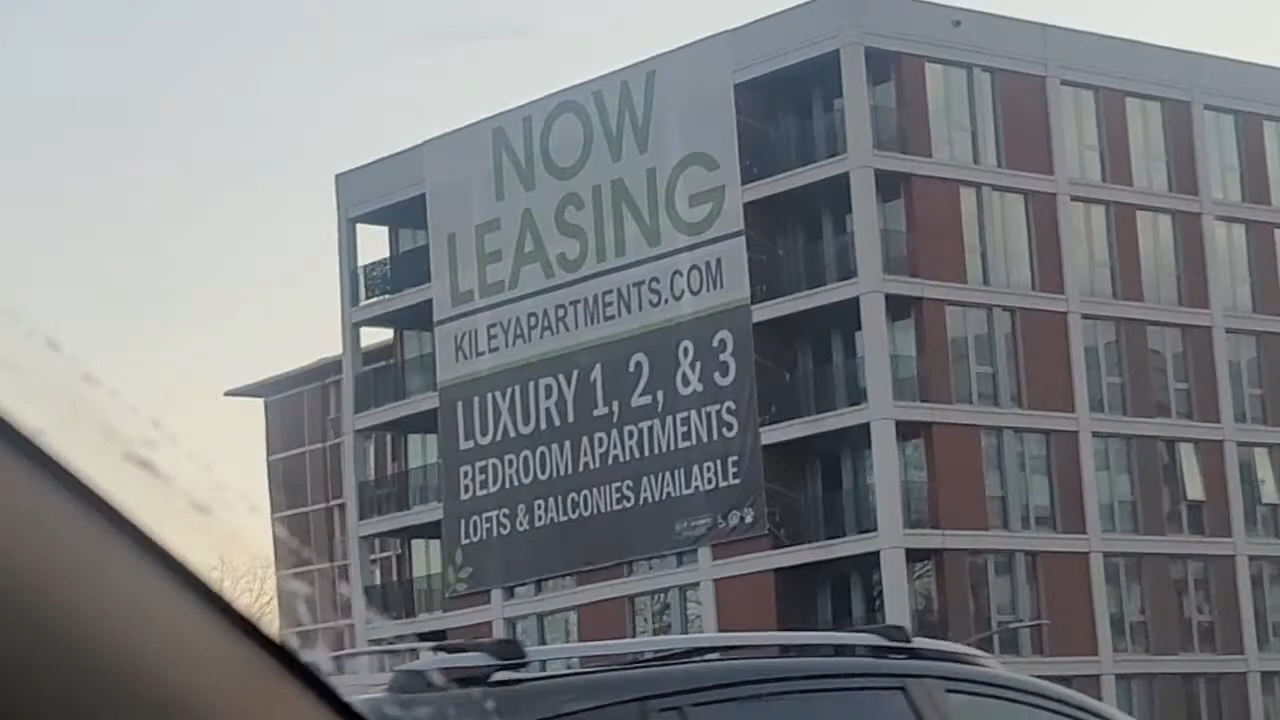 NOW
LEASING
KILEYAPARTMENTS.COM
LUXURY 1, 2, & 3
BEDROOM APARTMENTS
LOFTS & BALCONIES AVAILABLE